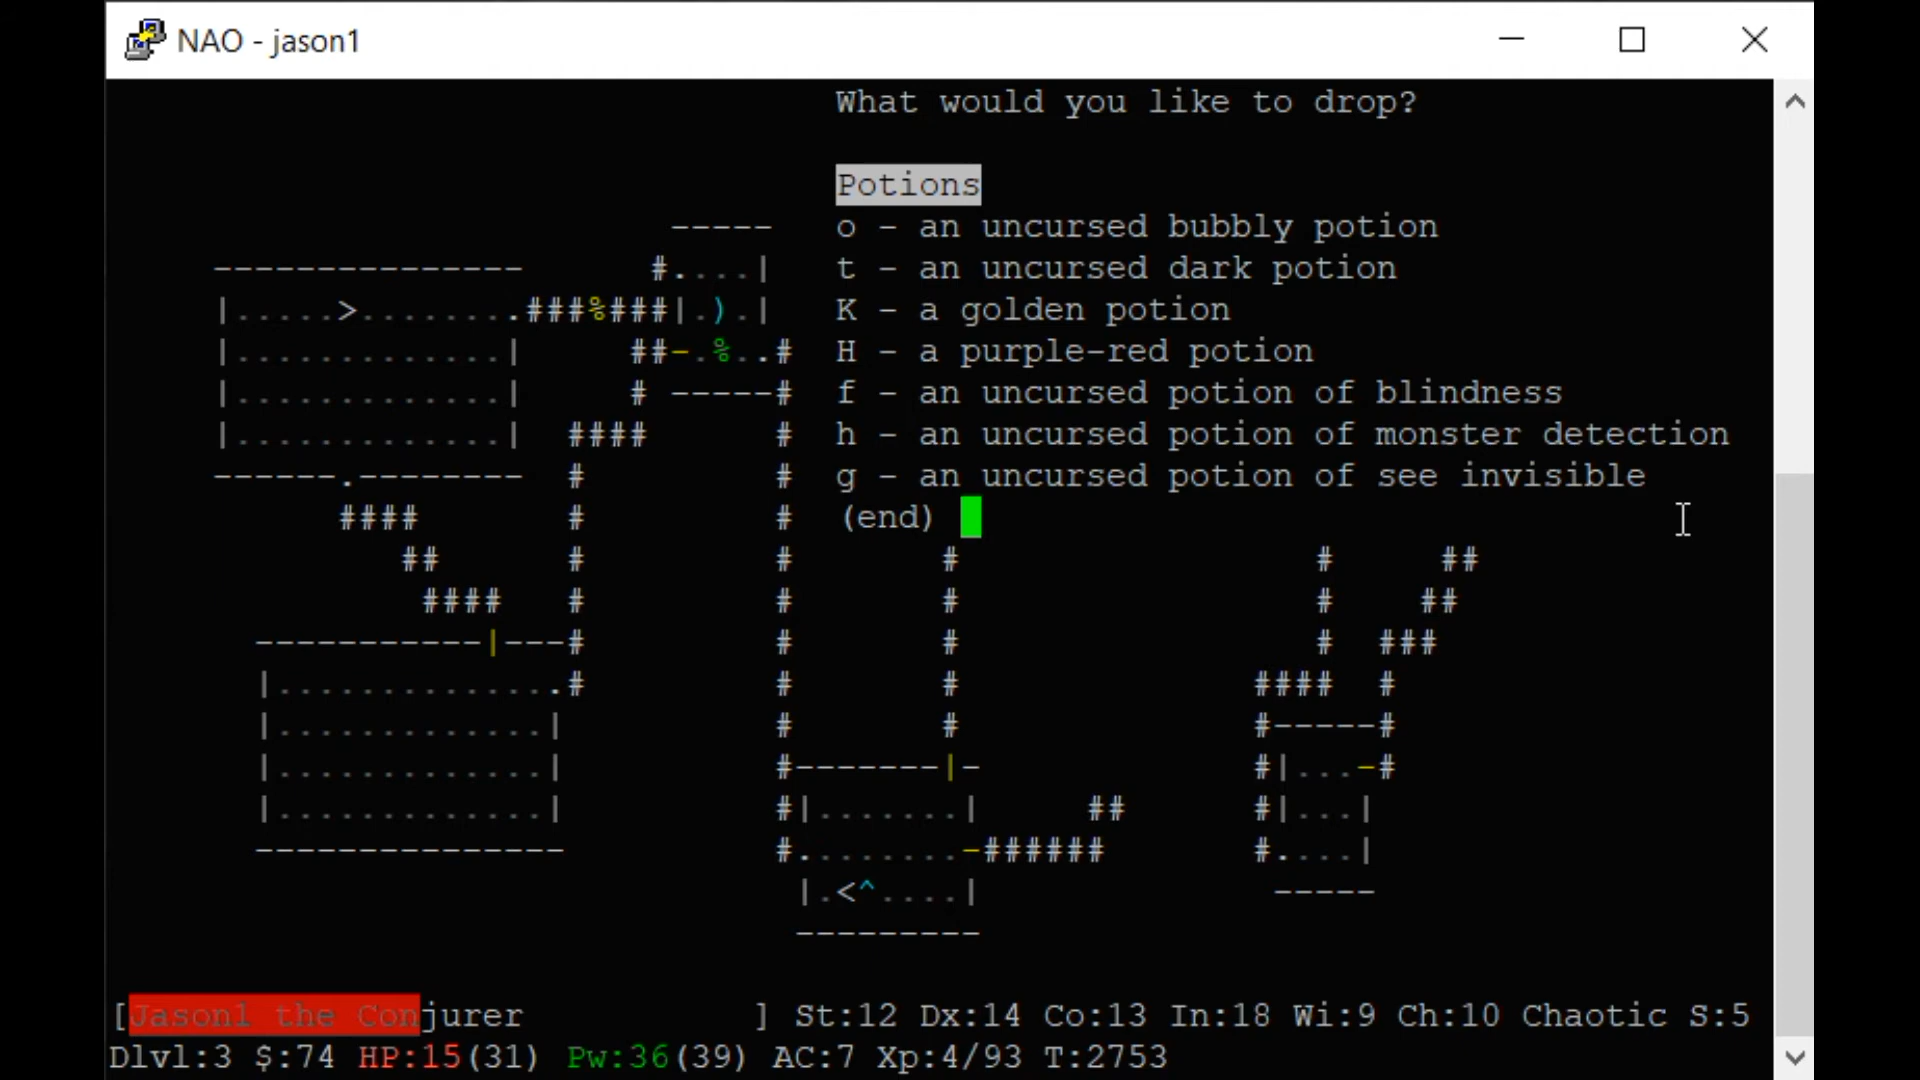 NAO - jason1
What would you like to drop?
Potions
----- o - an uncursed bubbly potion
--------------- #....| t - an uncursed dark potion
|.....>........###%###|.).| K - a golden potion
|.............| ##-.%..# H - a purple-red potion
|.............| # -----# f - an uncursed potion of blindness
|.............| #### # h - an uncursed potion of monster detection
------.-------- # # g - an uncursed potion of see invisible
#### # # (end)
## # # # # ##
#### # # # # ##
-----------|---# # # # ###
|..............# # # #### #
|.............| # # #-----#
|.............| #-------|- #|...-#
|.............| #|.......| ## #|...|
--------------- #........-###### #....|
|.<^....| -----
---------
[Jason1 the Conjurer ] St:12 Dx:14 Co:13 In:18 Wi:9 Ch:10 Chaotic S:5
Dlvl:3 $:74 HP:15(31) Pw:36(39) AC:7 Xp:4/93 T:2753